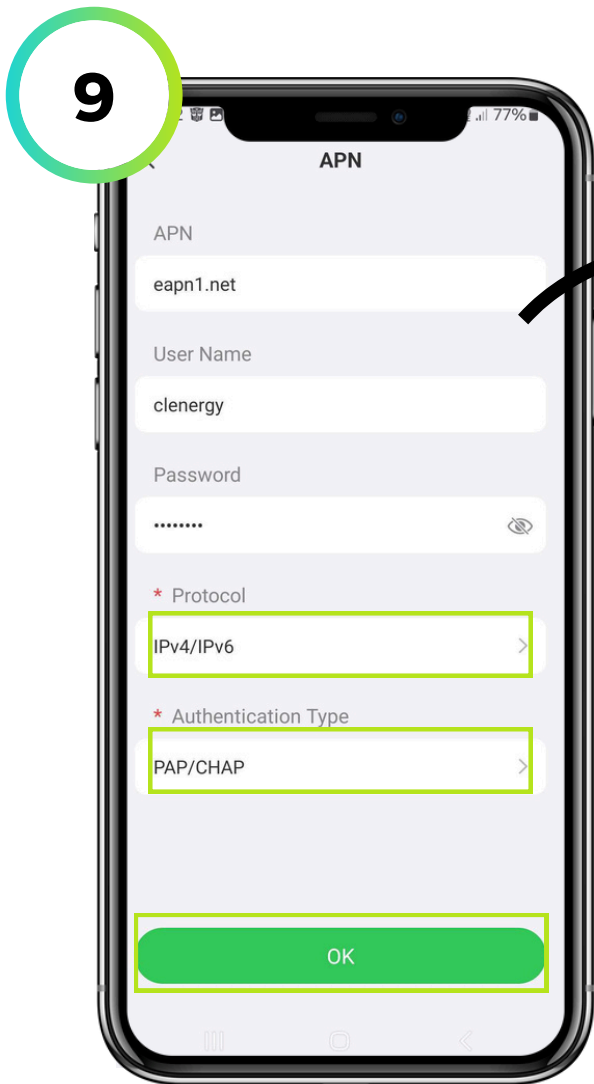 9
77%
APN
APN
eapn1.net
User Name
clenergy
Password
••••••••
* Protocol
IPv4/IPv6
* Authentication Type
PAP/CHAP
OK